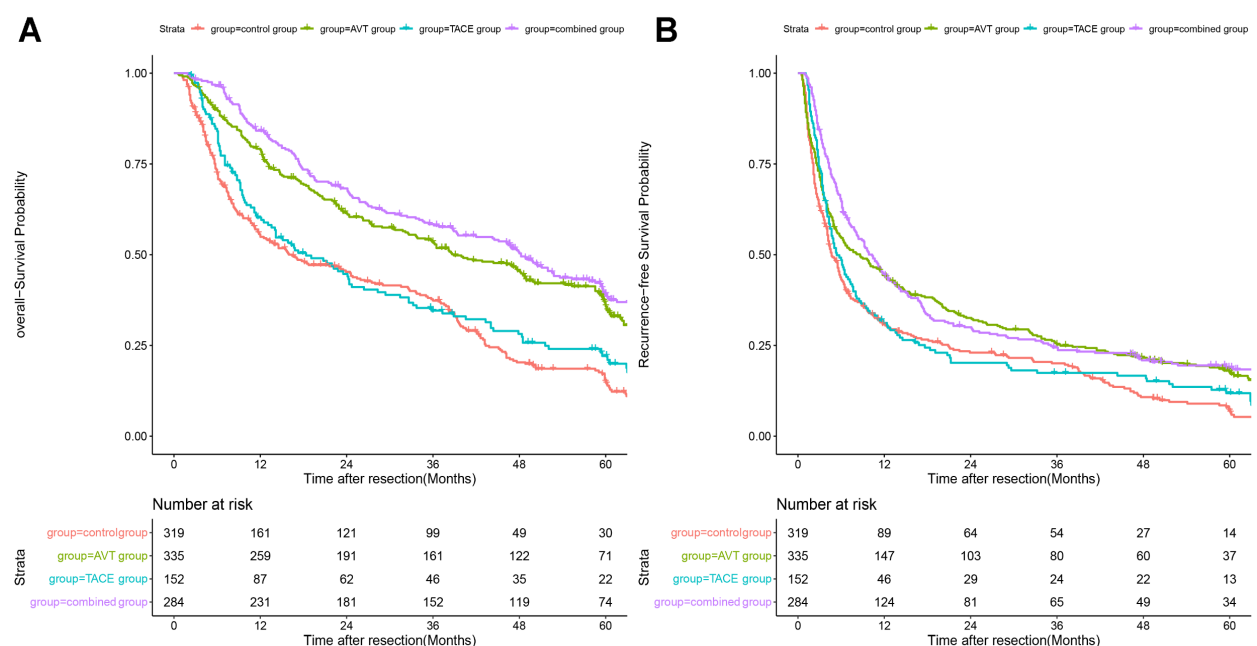 A
Strata group=control group group=AVT group group=TACE group group=combined group
overall−Survival Probability
1.00
0.75
0.50
0.25
0.00
0 12 24 36 48 60
Time after resection(Months)
Number at risk
Strata
group=controlgroup 319 161 121 99 49 30
group=AVT group 335 259 191 161 122 71
group=TACE group 152 87 62 46 35 22
group=combined group 284 231 181 152 119 74
0 12 24 36 48 60
Time after resection(Months)
B
Strata group=control group group=AVT group group=TACE group group=combined group
Recurrence−free Survival Probability
1.00
0.75
0.50
0.25
0.00
0 12 24 36 48 60
Time after resection(Months)
Number at risk
Strata
group=controlgroup 319 89 64 54 27 14
group=AVT group 335 147 103 80 60 37
group=TACE group 152 46 29 24 22 13
group=combined group 284 124 81 65 49 34
0 12 24 36 48 60
Time after resection(Months)